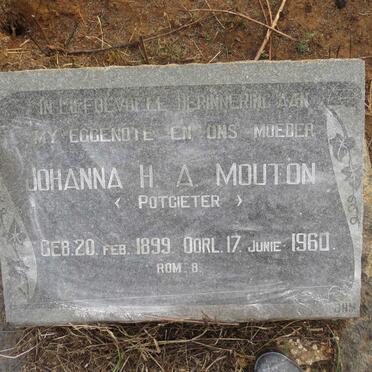 IN LIEFDEVOLLE HERINNERING AAN
MY EGGENOTE EN ONS MOEDER
JOHANNA H A MOUTON
( POTGIETER )
GEB. 20. FEB. 1899 OORL. 17. JUNIE 1960.
ROM. 8.